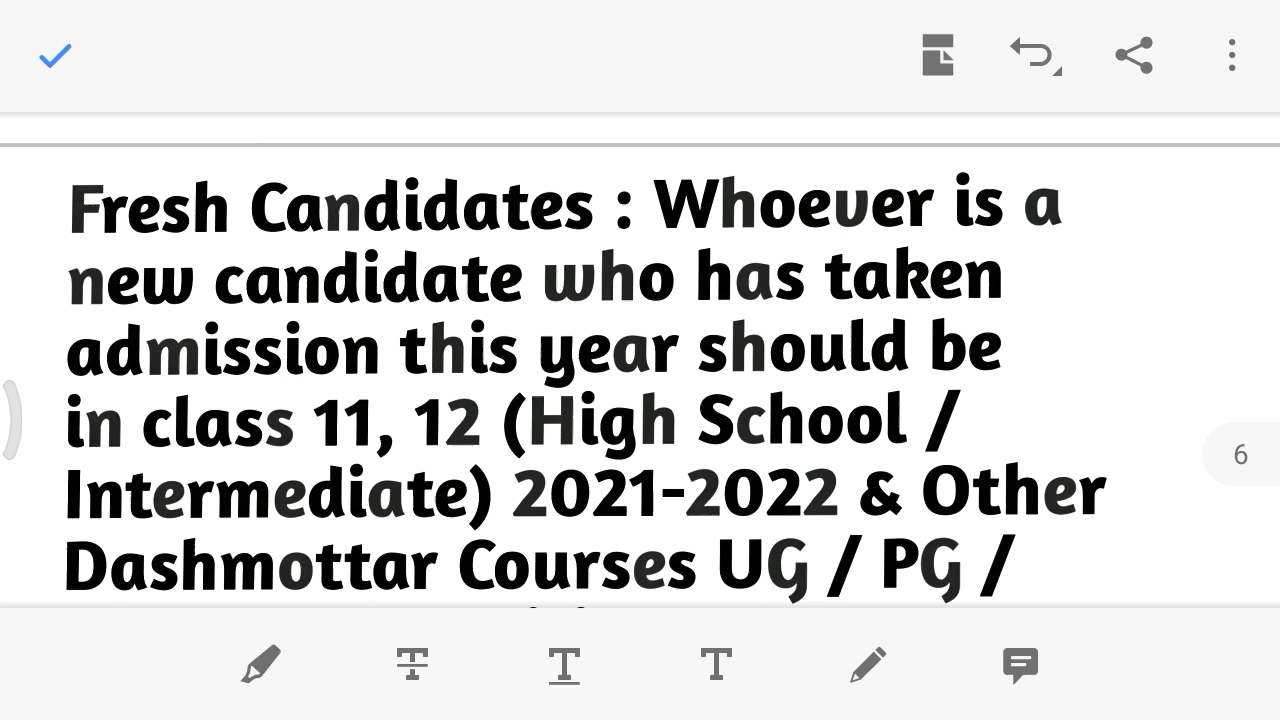 Fresh Candidates : Whoever is a
new candidate who has taken
admission this year should be
in class 11, 12 (High School /
Intermediate) 2021-2022 & Other
Dashmottar Courses UG / PG /
6